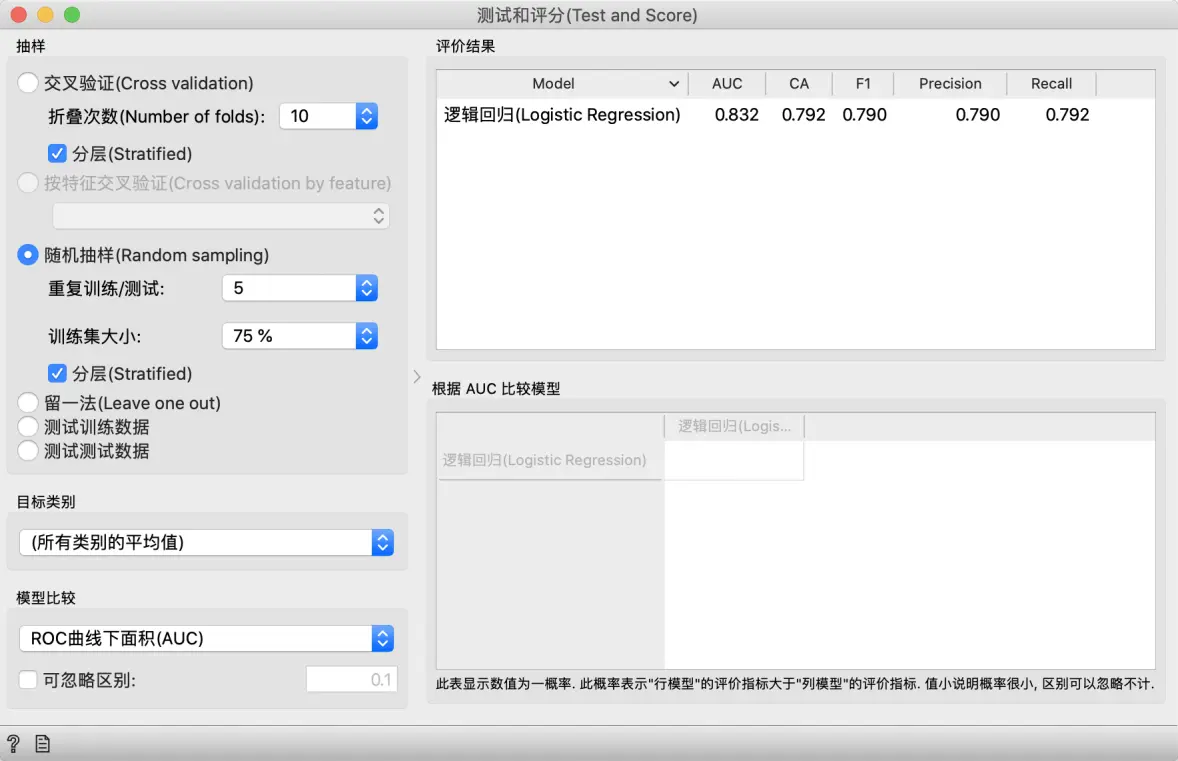 测试和评分(Test and Score)
抽样
交叉验证(Cross validation)
折叠次数(Number of folds): 10
分层(Stratified)
按特征交叉验证(Cross validation by feature)
随机抽样(Random sampling)
重复训练/测试: 5
训练集大小: 75 %
分层(Stratified)
留一法(Leave one out)
测试训练数据
测试测试数据
目标类别
(所有类别的平均值)
模型比较
ROC曲线下面积(AUC)
可忽略区别: 0.1
评价结果
Model AUC CA F1 Precision Recall
逻辑回归(Logistic Regression) 0.832 0.792 0.790 0.790 0.792
根据 AUC 比较模型
逻辑回归(Logis...
逻辑回归(Logistic Regression)
此表显示数值为一概率. 此概率表示"行模型"的评价指标大于"列模型"的评价指标. 值小说明概率很小, 区别可以忽略不计.
?